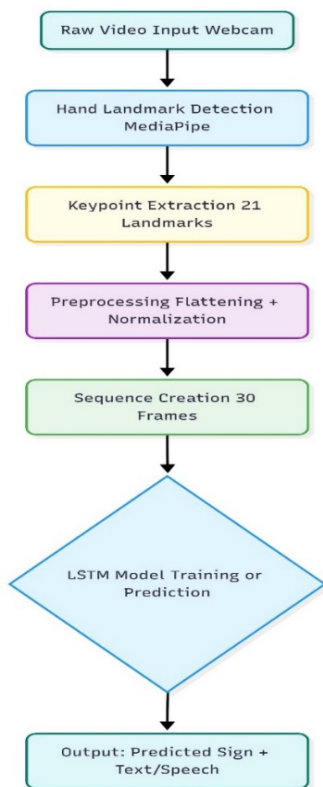 Raw Video Input Webcam
Hand Landmark Detection
MediaPipe
Keypoint Extraction 21
Landmarks
Preprocessing Flattening +
Normalization
Sequence Creation 30
Frames
LSTM Model Training or
Prediction
Output: Predicted Sign +
Text/Speech